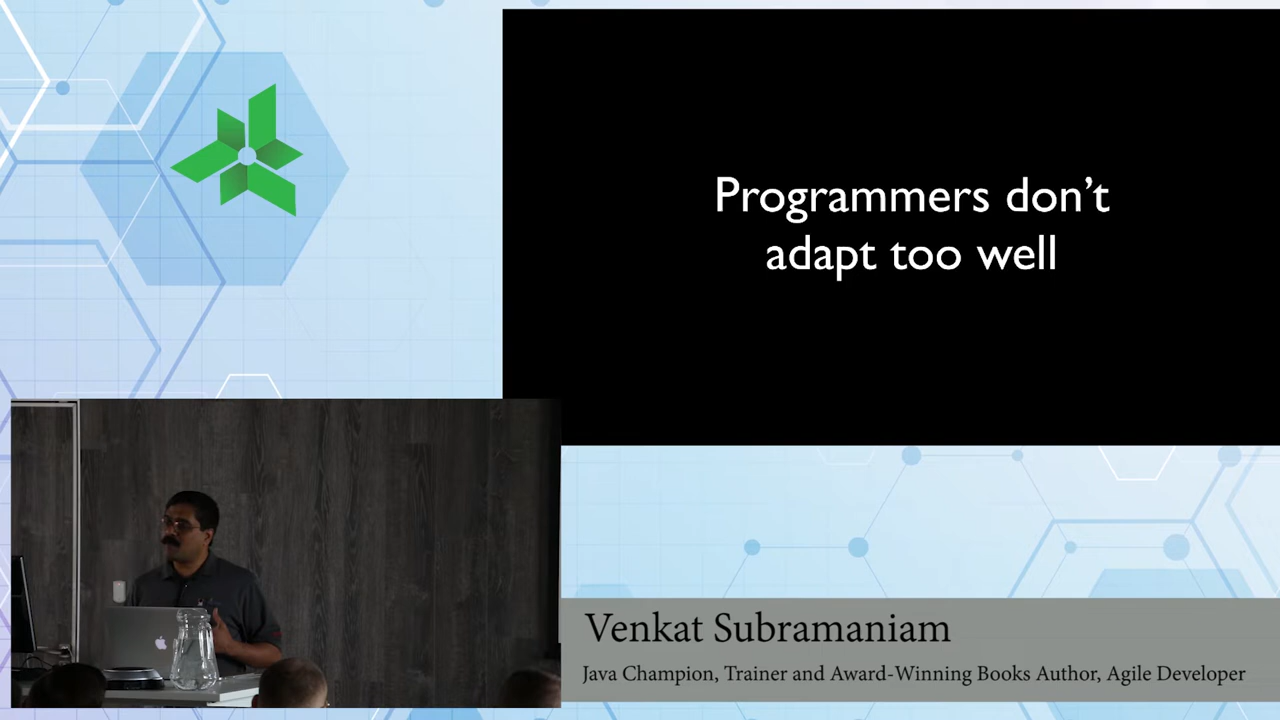 Programmers don’t
adapt too well
Venkat Subramaniam
Java Champion, Trainer and Award-Winning Books Author, Agile Developer